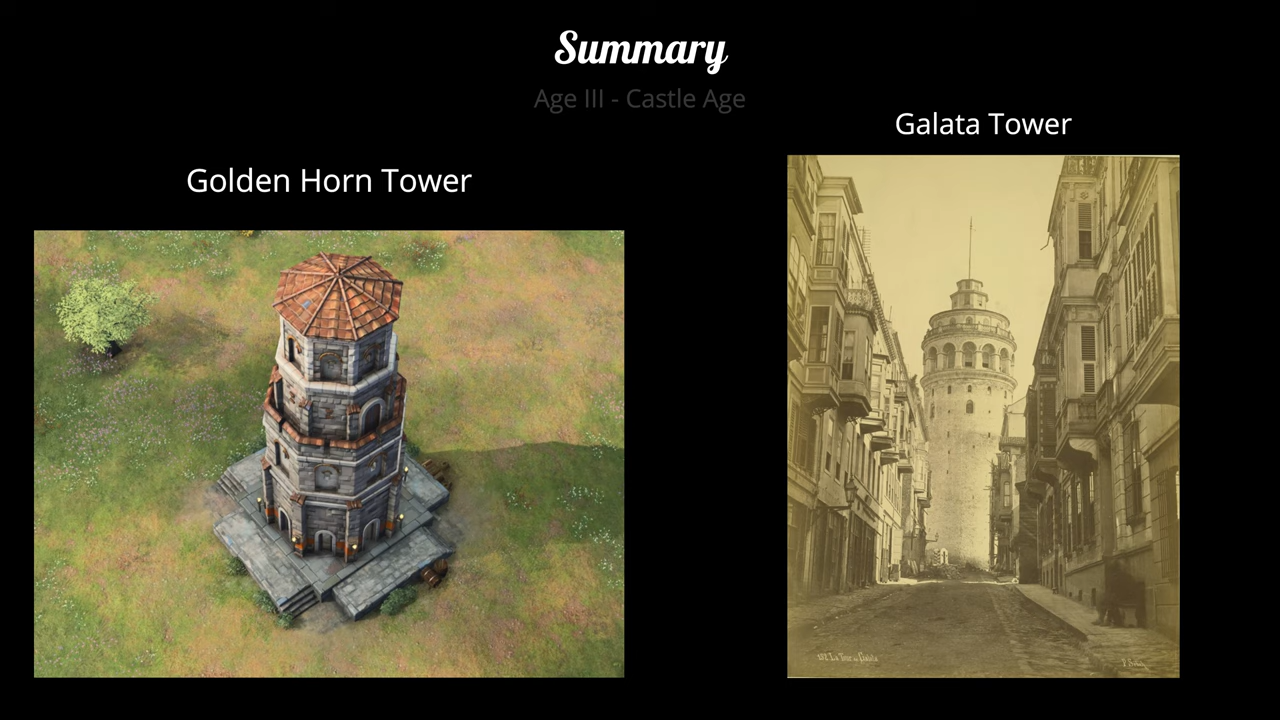 Summary
Age III - Castle Age
Galata Tower
Golden Horn Tower